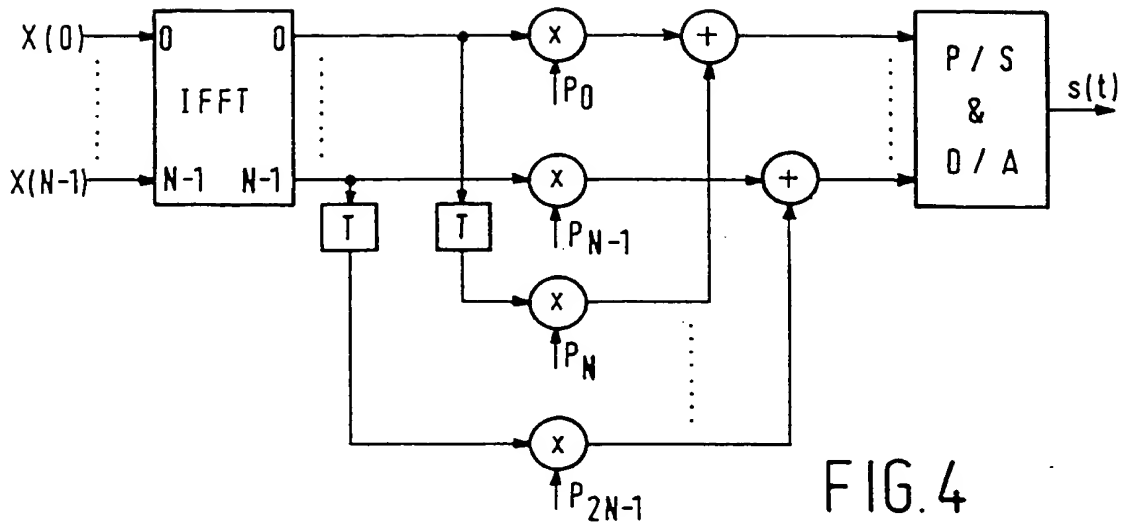 X(0)
0 0
IFFT
X(N-1)
N-1 N-1
x
P0
+
P / S
&
D / A
s(t)
x
PN-1
+
T
T
x
PN
x
P2N-1
FIG. 4